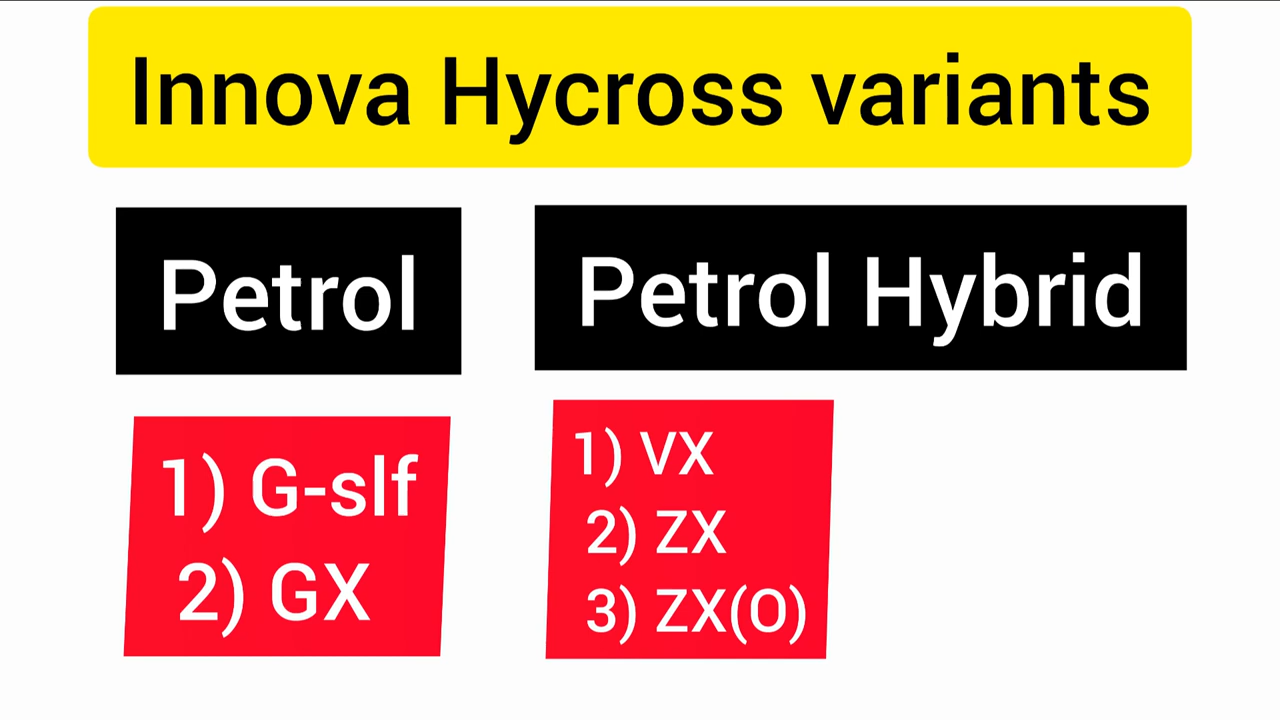 Innova Hycross variants
Petrol
Petrol Hybrid
1) G-slf
2) GX
1) VX
2) ZX
3) ZX(O)